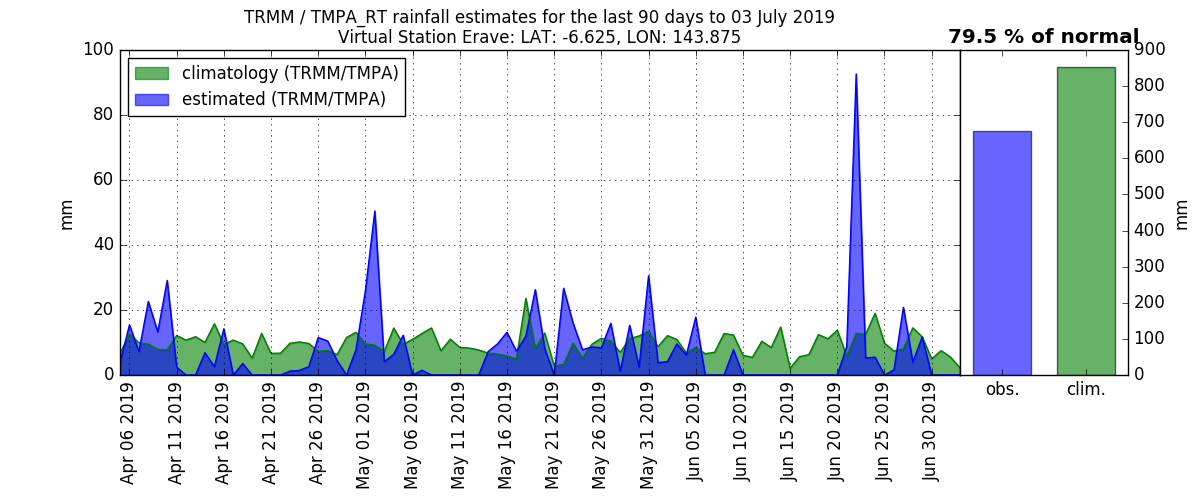 TRMM / TMPA_RT rainfall estimates for the last 90 days to 03 July 2019
Virtual Station Erave: LAT: -6.625, LON: 143.875
79.5 % of normal
climatology (TRMM/TMPA)
estimated (TRMM/TMPA)
100
80
60
40
20
0
mm
Apr 06 2019
Apr 11 2019
Apr 16 2019
Apr 21 2019
Apr 26 2019
May 01 2019
May 06 2019
May 11 2019
May 16 2019
May 21 2019
May 26 2019
May 31 2019
Jun 05 2019
Jun 10 2019
Jun 15 2019
Jun 20 2019
Jun 25 2019
Jun 30 2019
obs.
clim.
900
800
700
600
500
400
300
200
100
0
mm